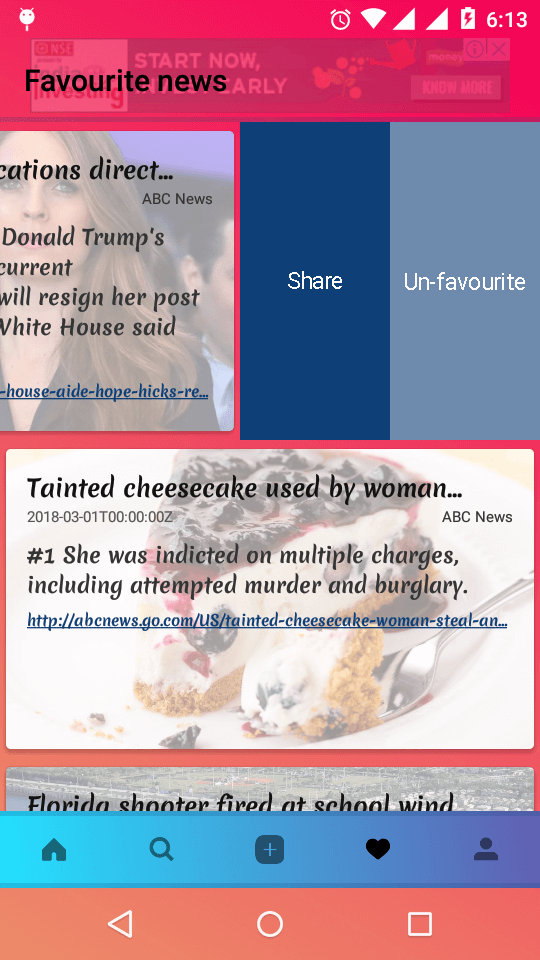 6:13
NSE
START NOW,
money
investing
KNOW MORE
Favourite news
cations direct...
ABC News
Donald Trump's
current
will resign her post
White House said
-house-aide-hope-hicks-re...
Share
Un-favourite
Tainted cheesecake used by woman...
2018-03-01T00:00:00Z
ABC News
#1 She was indicted on multiple charges,
including attempted murder and burglary.
http://abcnews.go.com/US/tainted-cheesecake-woman-steal-an...
Florida shooter fired at school wind